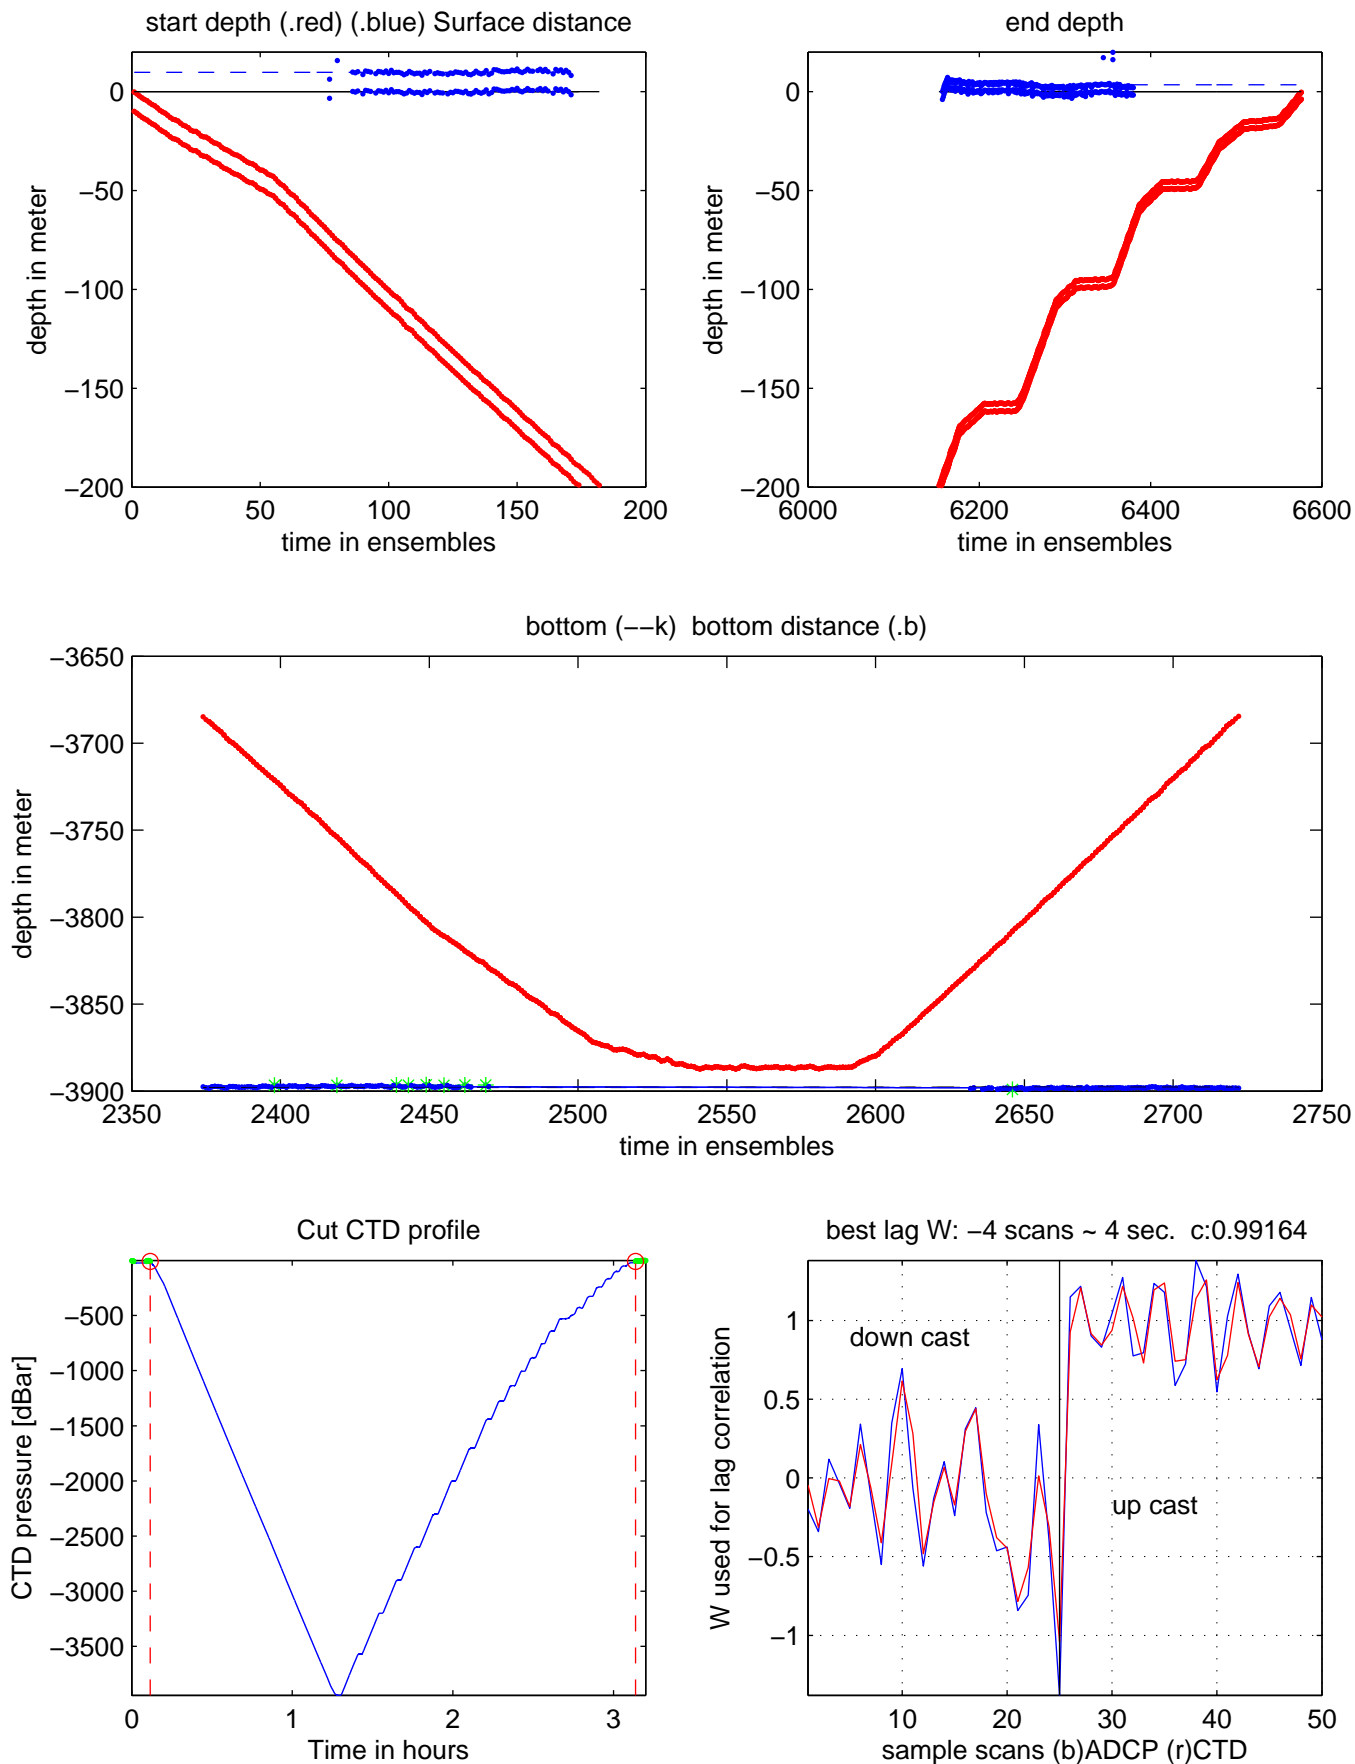 start depth (.red) (.blue) Surface distance
0
−50
−100
−150
−200
depth in meter
0 50 100 150 200
time in ensembles
end depth
0
−50
−100
−150
−200
depth in meter
6000 6200 6400 6600
time in ensembles
bottom (−−k) bottom distance (.b)
−3650
−3700
−3750
−3800
−3850
−3900
depth in meter
2350 2400 2450 2500 2550 2600 2650 2700 2750
time in ensembles
Cut CTD profile
−500
−1000
−1500
−2000
−2500
−3000
−3500
CTD pressure [dBar]
0 1 2 3
Time in hours
best lag W: −4 scans ~ 4 sec. c:0.99164
1
0.5
0
−0.5
−1
W used for lag correlation
down cast
up cast
10 20 30 40 50
sample scans (b)ADCP (r)CTD